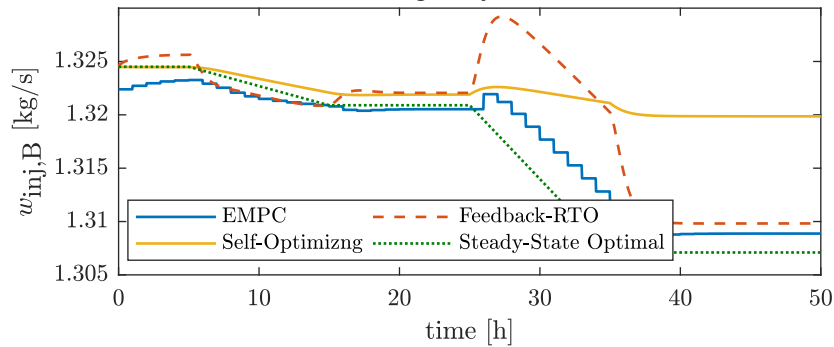 1.325
1.32
1.315
1.31
1.305
w inj,B [kg/s]
EMPC
Feedback-RTO
Self-Optimizng
Steady-State Optimal
0 10 20 30 40 50
time [h]